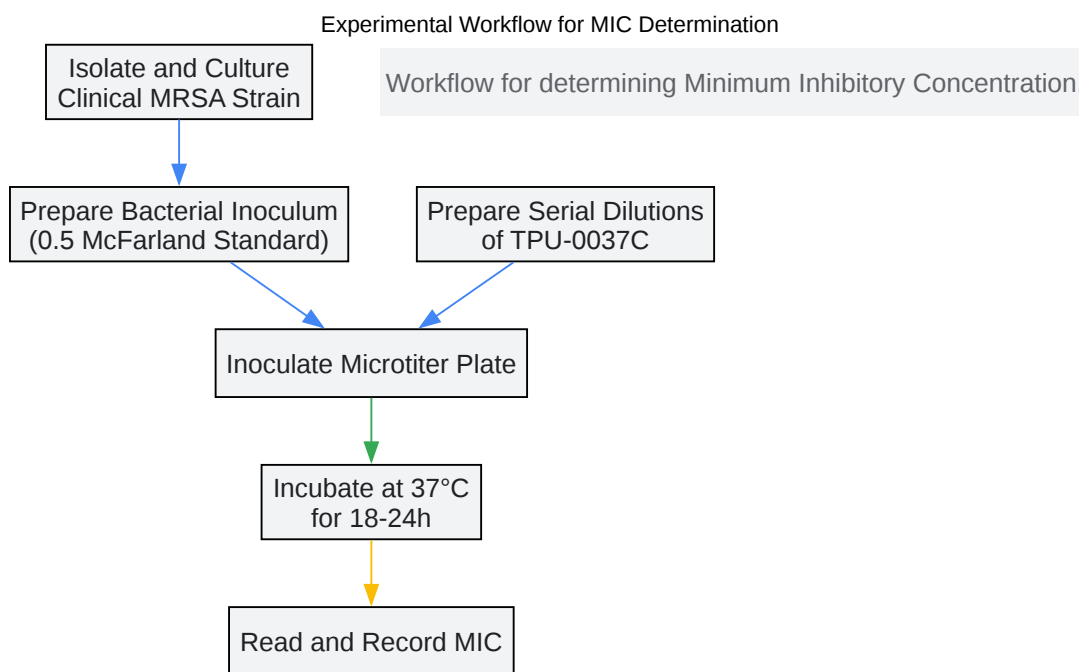 Experimental Workflow for MIC Determination
Isolate and Culture
Clinical MRSA Strain
Workflow for determining Minimum Inhibitory Concentration
Prepare Bacterial Inoculum
(0.5 McFarland Standard)
Prepare Serial Dilutions
of TPU-0037C
Inoculate Microtiter Plate
Incubate at 37°C
for 18-24h
Read and Record MIC